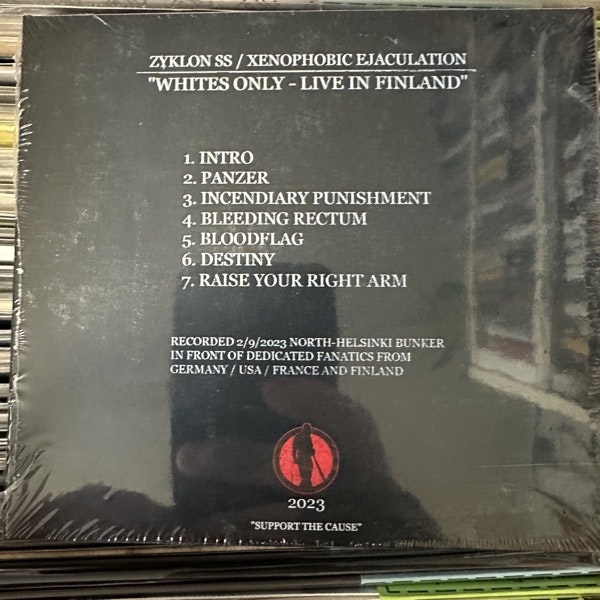 ZYKLON SS / XENOPHOBIC EJACULATION
"WHITES ONLY - LIVE IN FINLAND"
1. INTRO
2. PANZER
3. INCENDIARY PUNISHMENT
4. BLEEDING RECTUM
5. BLOODFLAG
6. DESTINY
7. RAISE YOUR RIGHT ARM
RECORDED 2/9/2023 NORTH-HELSINKI BUNKER
IN FRONT OF DEDICATED FANATICS FROM
GERMANY / USA / FRANCE AND FINLAND
2023
"SUPPORT THE CAUSE"